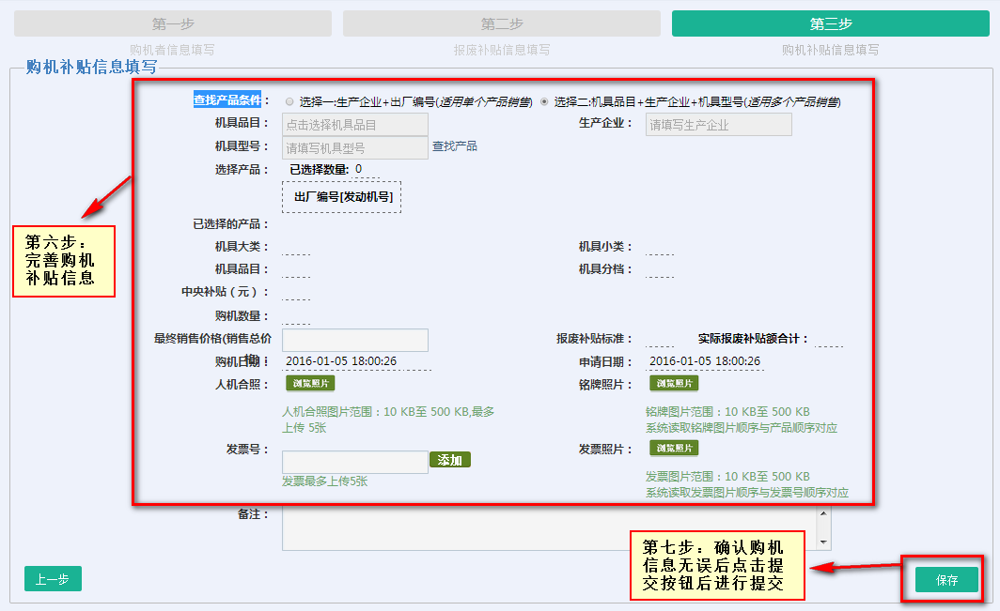 第一步
第二步
第三步
购机者信息填写
报废补贴信息填写
购机补贴信息填写
购机补贴信息填写
查找产品条件： 选择一:生产企业+出厂编号(适用单个产品销售) 选择二:机具品目+生产企业+机具型号(适用多个产品销售)
机具品目： 点击选择机具品目 生产企业： 请填写生产企业
机具型号： 请填写机具型号 查找产品
选择产品： 已选择数量: 0
出厂编号[发动机号]
已选择的产品：
机具大类： 机具小类：
机具品目： 机具分档：
中央补贴（元）：
购机数量：
最终销售价格(销售总价
格)：
报废补贴标准： 实际报废补贴额合计：
购机日期： 2016-01-05 18:00:26 申请日期： 2016-01-05 18:00:26
人机合照： 浏览照片 铭牌照片： 浏览照片
人机合照图片范围：10 KB至 500 KB,最多
上传 5张
铭牌图片范围：10 KB至 500 KB
系统读取铭牌图片顺序与产品顺序对应
发票号： 添加 发票照片： 浏览照片
发票最多上传5张
发票图片范围：10 KB至 500 KB
系统读取发票图片顺序与发票号顺序对应
备注：
第六步：
完善购机
补贴信息
第七步：确认购机
信息无误后点击提
交按钮后进行提交
上一步
保存